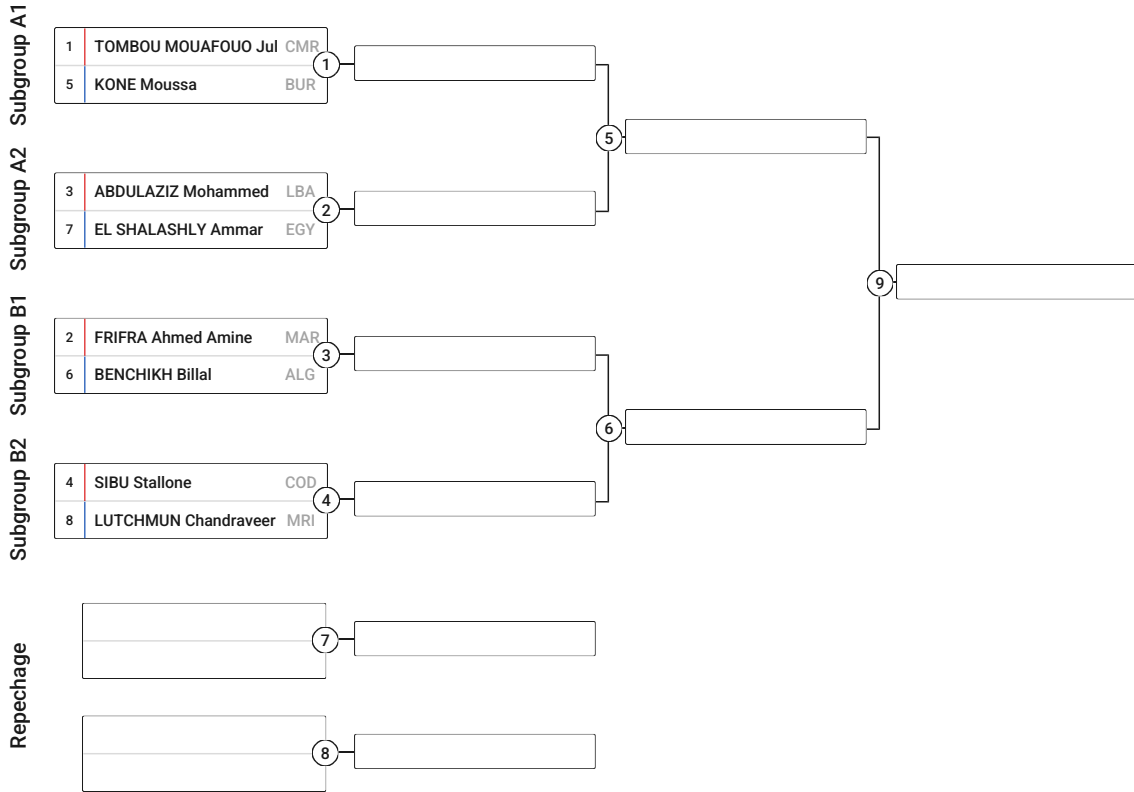 Subgroup A1
1 TOMBOU MOUAFOUO Jul CMR
1
5 KONE Moussa BUR
5
Subgroup A2
3 ABDULAZIZ Mohammed LBA
2
7 EL SHALASHLY Ammar EGY
9
Subgroup B1
2 FRIFRA Ahmed Amine MAR
3
6 BENCHIKH Billal ALG
6
Subgroup B2
4 SIBU Stallone COD
4
8 LUTCHMUN Chandraveer MRI
Repechage
7
8